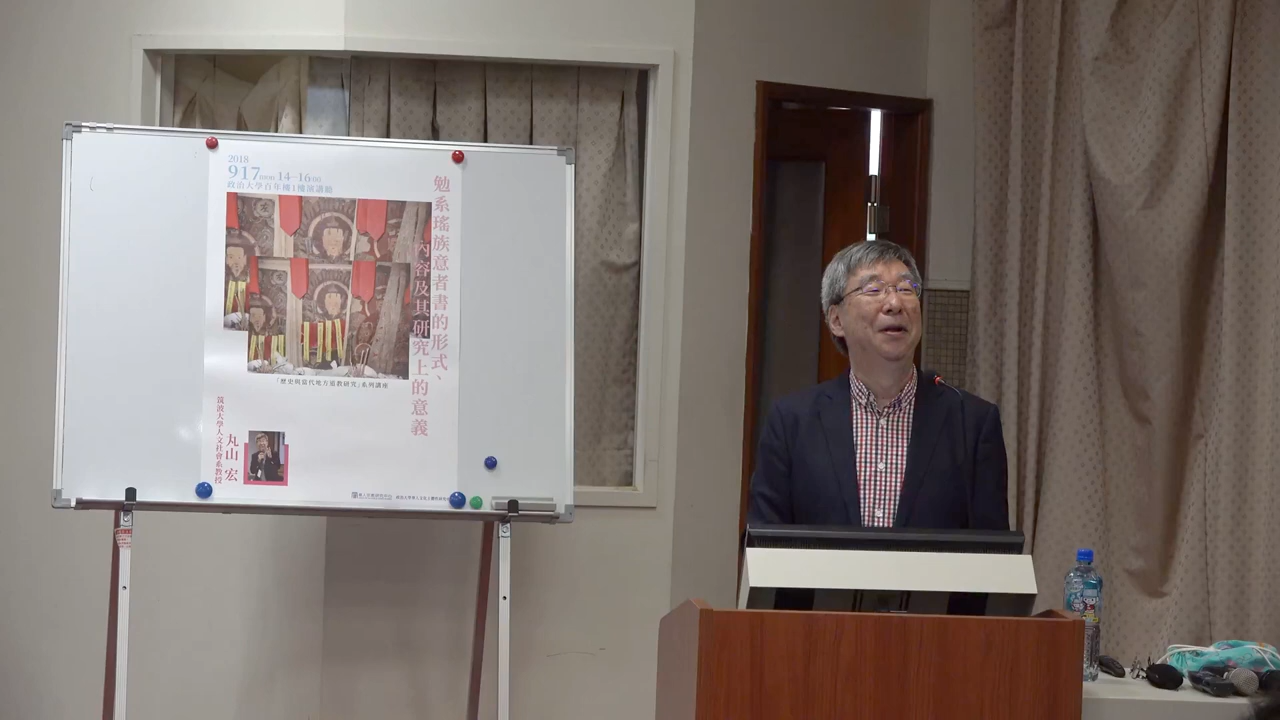 2018
917 14—16:00
政治大學百年樓1樓演講廳
勉系瑤族意者書的形式、
內容及其研究上的意義
「歷史與當代地方道教研究」系列講座
丸山 宏
筑波大學人文社會系教授